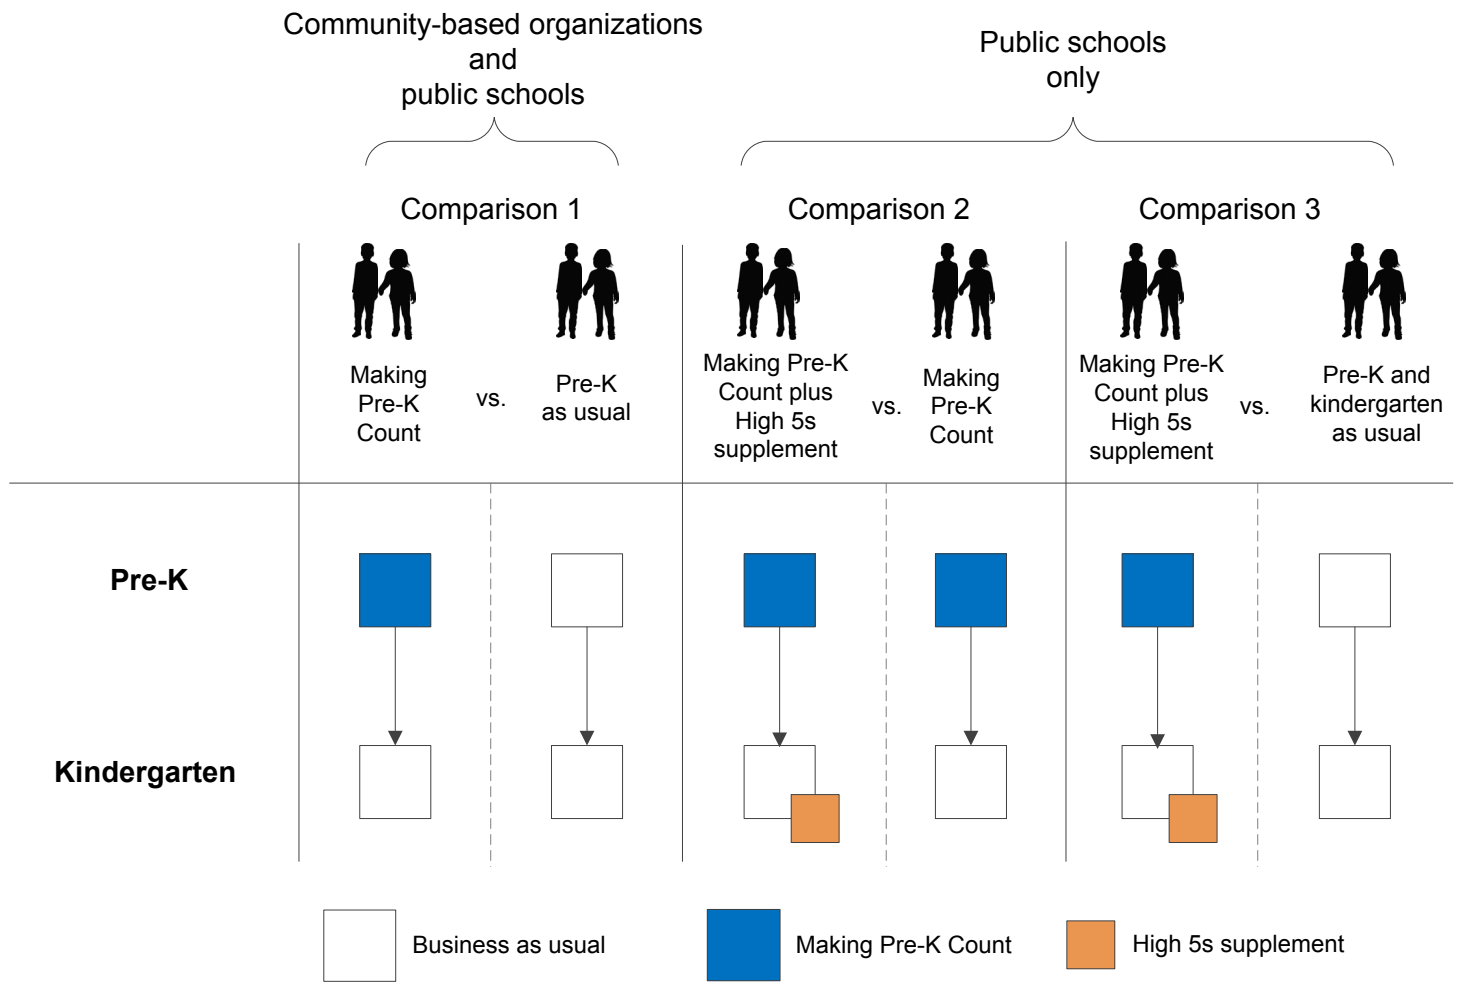 Community-based organizations
and
public schools
Public schools
only
Comparison 1
Comparison 2
Comparison 3
Making
Pre-K
Count
vs.
Pre-K
as usual
Making Pre-K
Count plus
High 5s
supplement
vs.
Making
Pre-K
Count
Making Pre-K
Count plus
High 5s
supplement
vs.
Pre-K and
kindergarten
as usual
Pre-K
Kindergarten
Business as usual
Making Pre-K Count
High 5s supplement